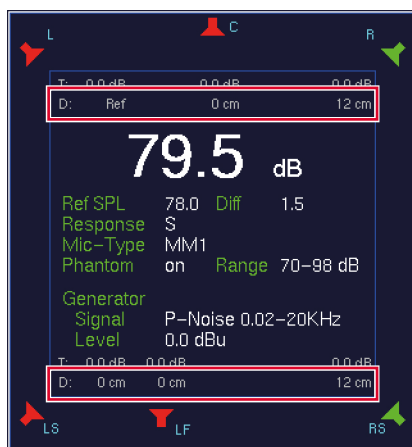 L C R
T: 0.0 dB 0.0 dB 0.0 dB
D: Ref 0 cm 12 cm
79.5 dB
Ref SPL 78.0 Diff 1.5
Response S
Mic-Type MM1
Phantom on Range 70-98 dB
Generator
Signal P-Noise 0.02-20KHz
Level 0.0 dBu
T: 0.0 dB 0.0 dB 0.0 dB
D: 0 cm 0 cm 12 cm
LS LF RS